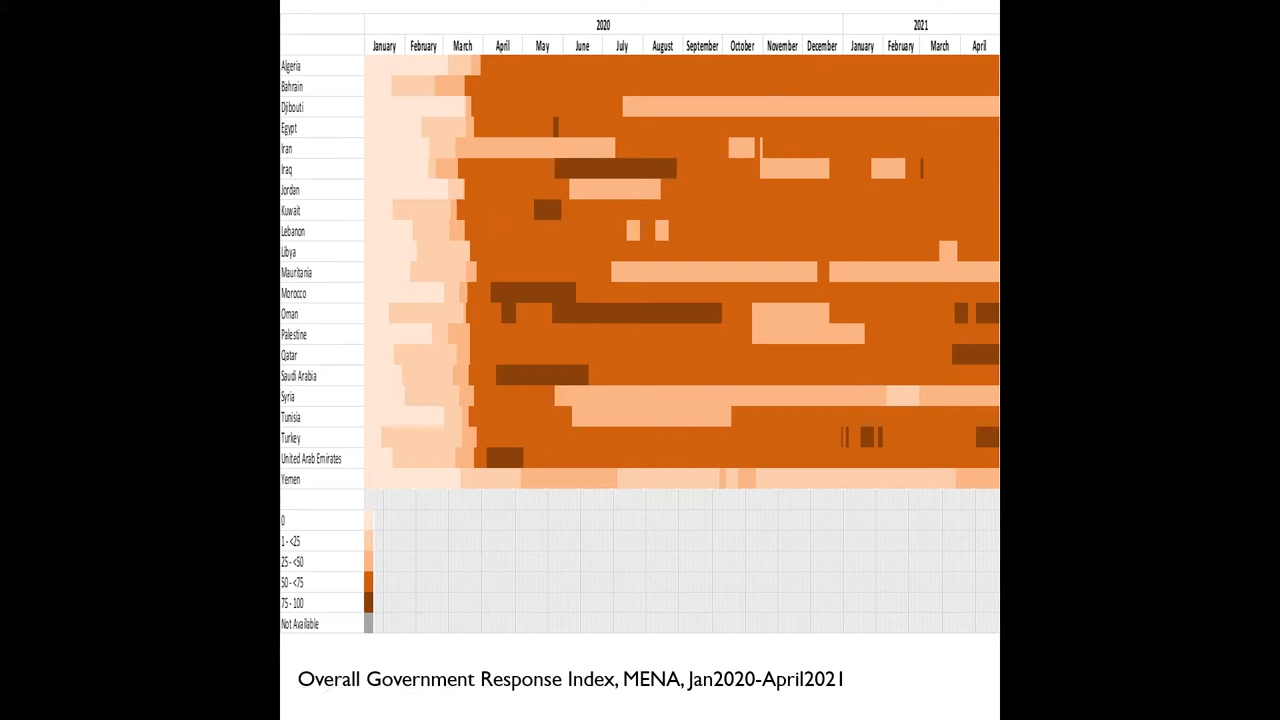 2020 2021
January February March April May June July August September October November December January February March April
Algeria
Bahrain
Djibouti
Egypt
Iran
Iraq
Jordan
Kuwait
Lebanon
Libya
Mauritania
Morocco
Oman
Palestine
Qatar
Saudi Arabia
Syria
Tunisia
Turkey
United Arab Emirates
Yemen
0
1 - <25
25 - <50
50 - <75
75 - 100
Not Available
Overall Government Response Index, MENA, Jan2020-April2021